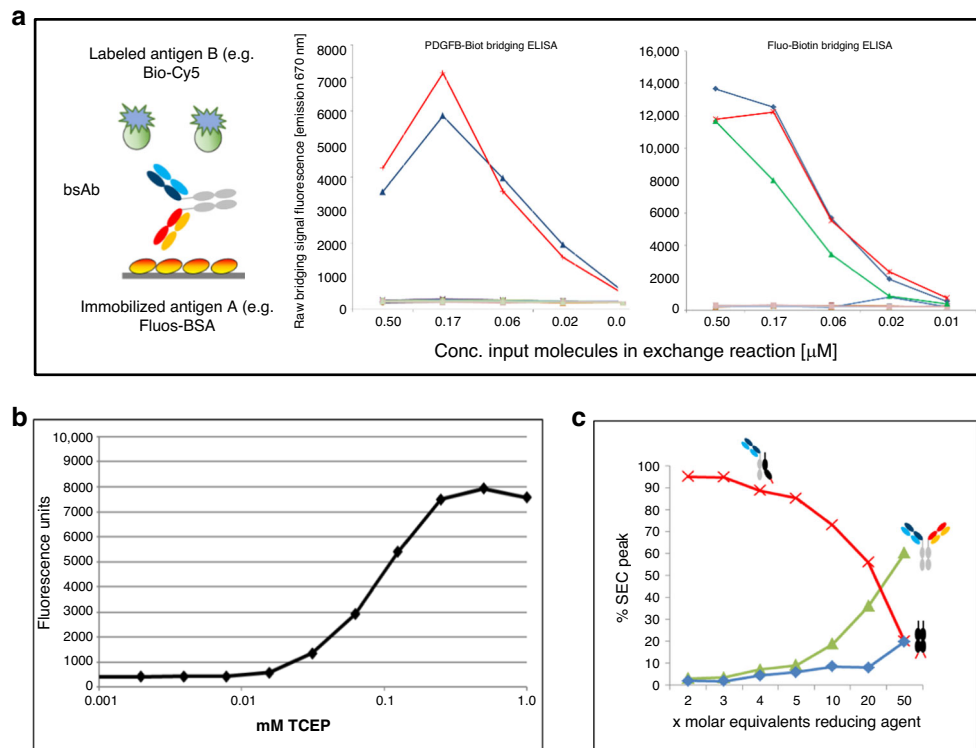 a
Labeled antigen B (e.g.
Bio-Cy5
bsAb
Immobilized antigen A (e.g.
Fluos-BSA
Raw bridging signal fluorescence [emission 670 nm]
PDGFB-Biot bridging ELISA
8000
7000
6000
5000
4000
3000
2000
1000
0
0.50 0.17 0.06 0.02 0.0
Fluo-Biotin bridging ELISA
16,000
14,000
12,000
10,000
8000
6000
4000
2000
0
0.50 0.17 0.06 0.02 0.01
Conc. input molecules in exchange reaction [μM]
b
Fluorescence units
10,000
9000
8000
7000
6000
5000
4000
3000
2000
1000
0
0.001 0.01 0.1 1.0
mM TCEP
c
% SEC peak
100
90
80
70
60
50
40
30
20
10
0
2 3 4 5 10 20 50
x molar equivalents reducing agent